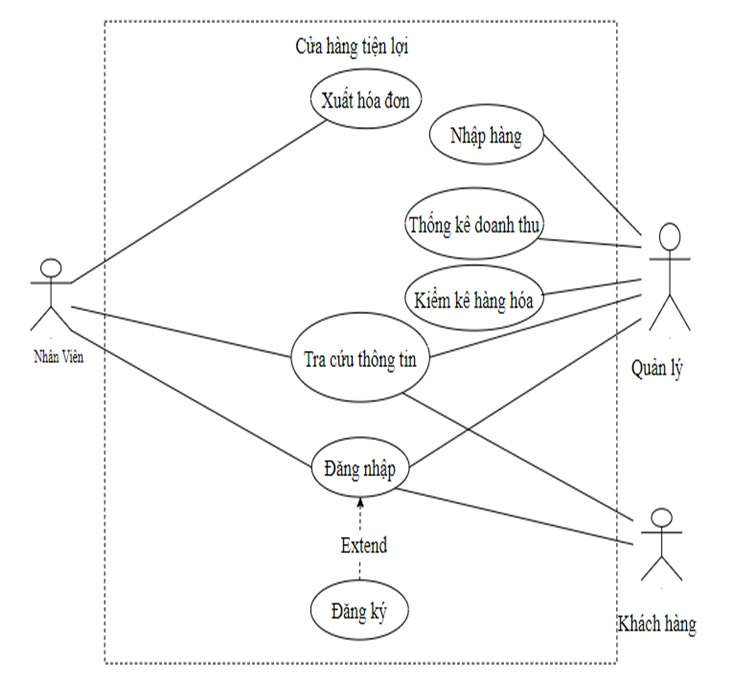 Cửa hàng tiện lợi
Xuất hóa đơn
Nhập hàng
Thống kê doanh thu
Kiểm kê hàng hóa
Nhân Viên
Tra cứu thông tin
Quản lý
Đăng nhập
Extend
Đăng ký
Khách hàng